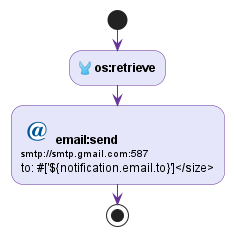 os:retrieve
email:send
smtp://smtp.gmail.com:587
to: #['${notification.email.to}']</size>